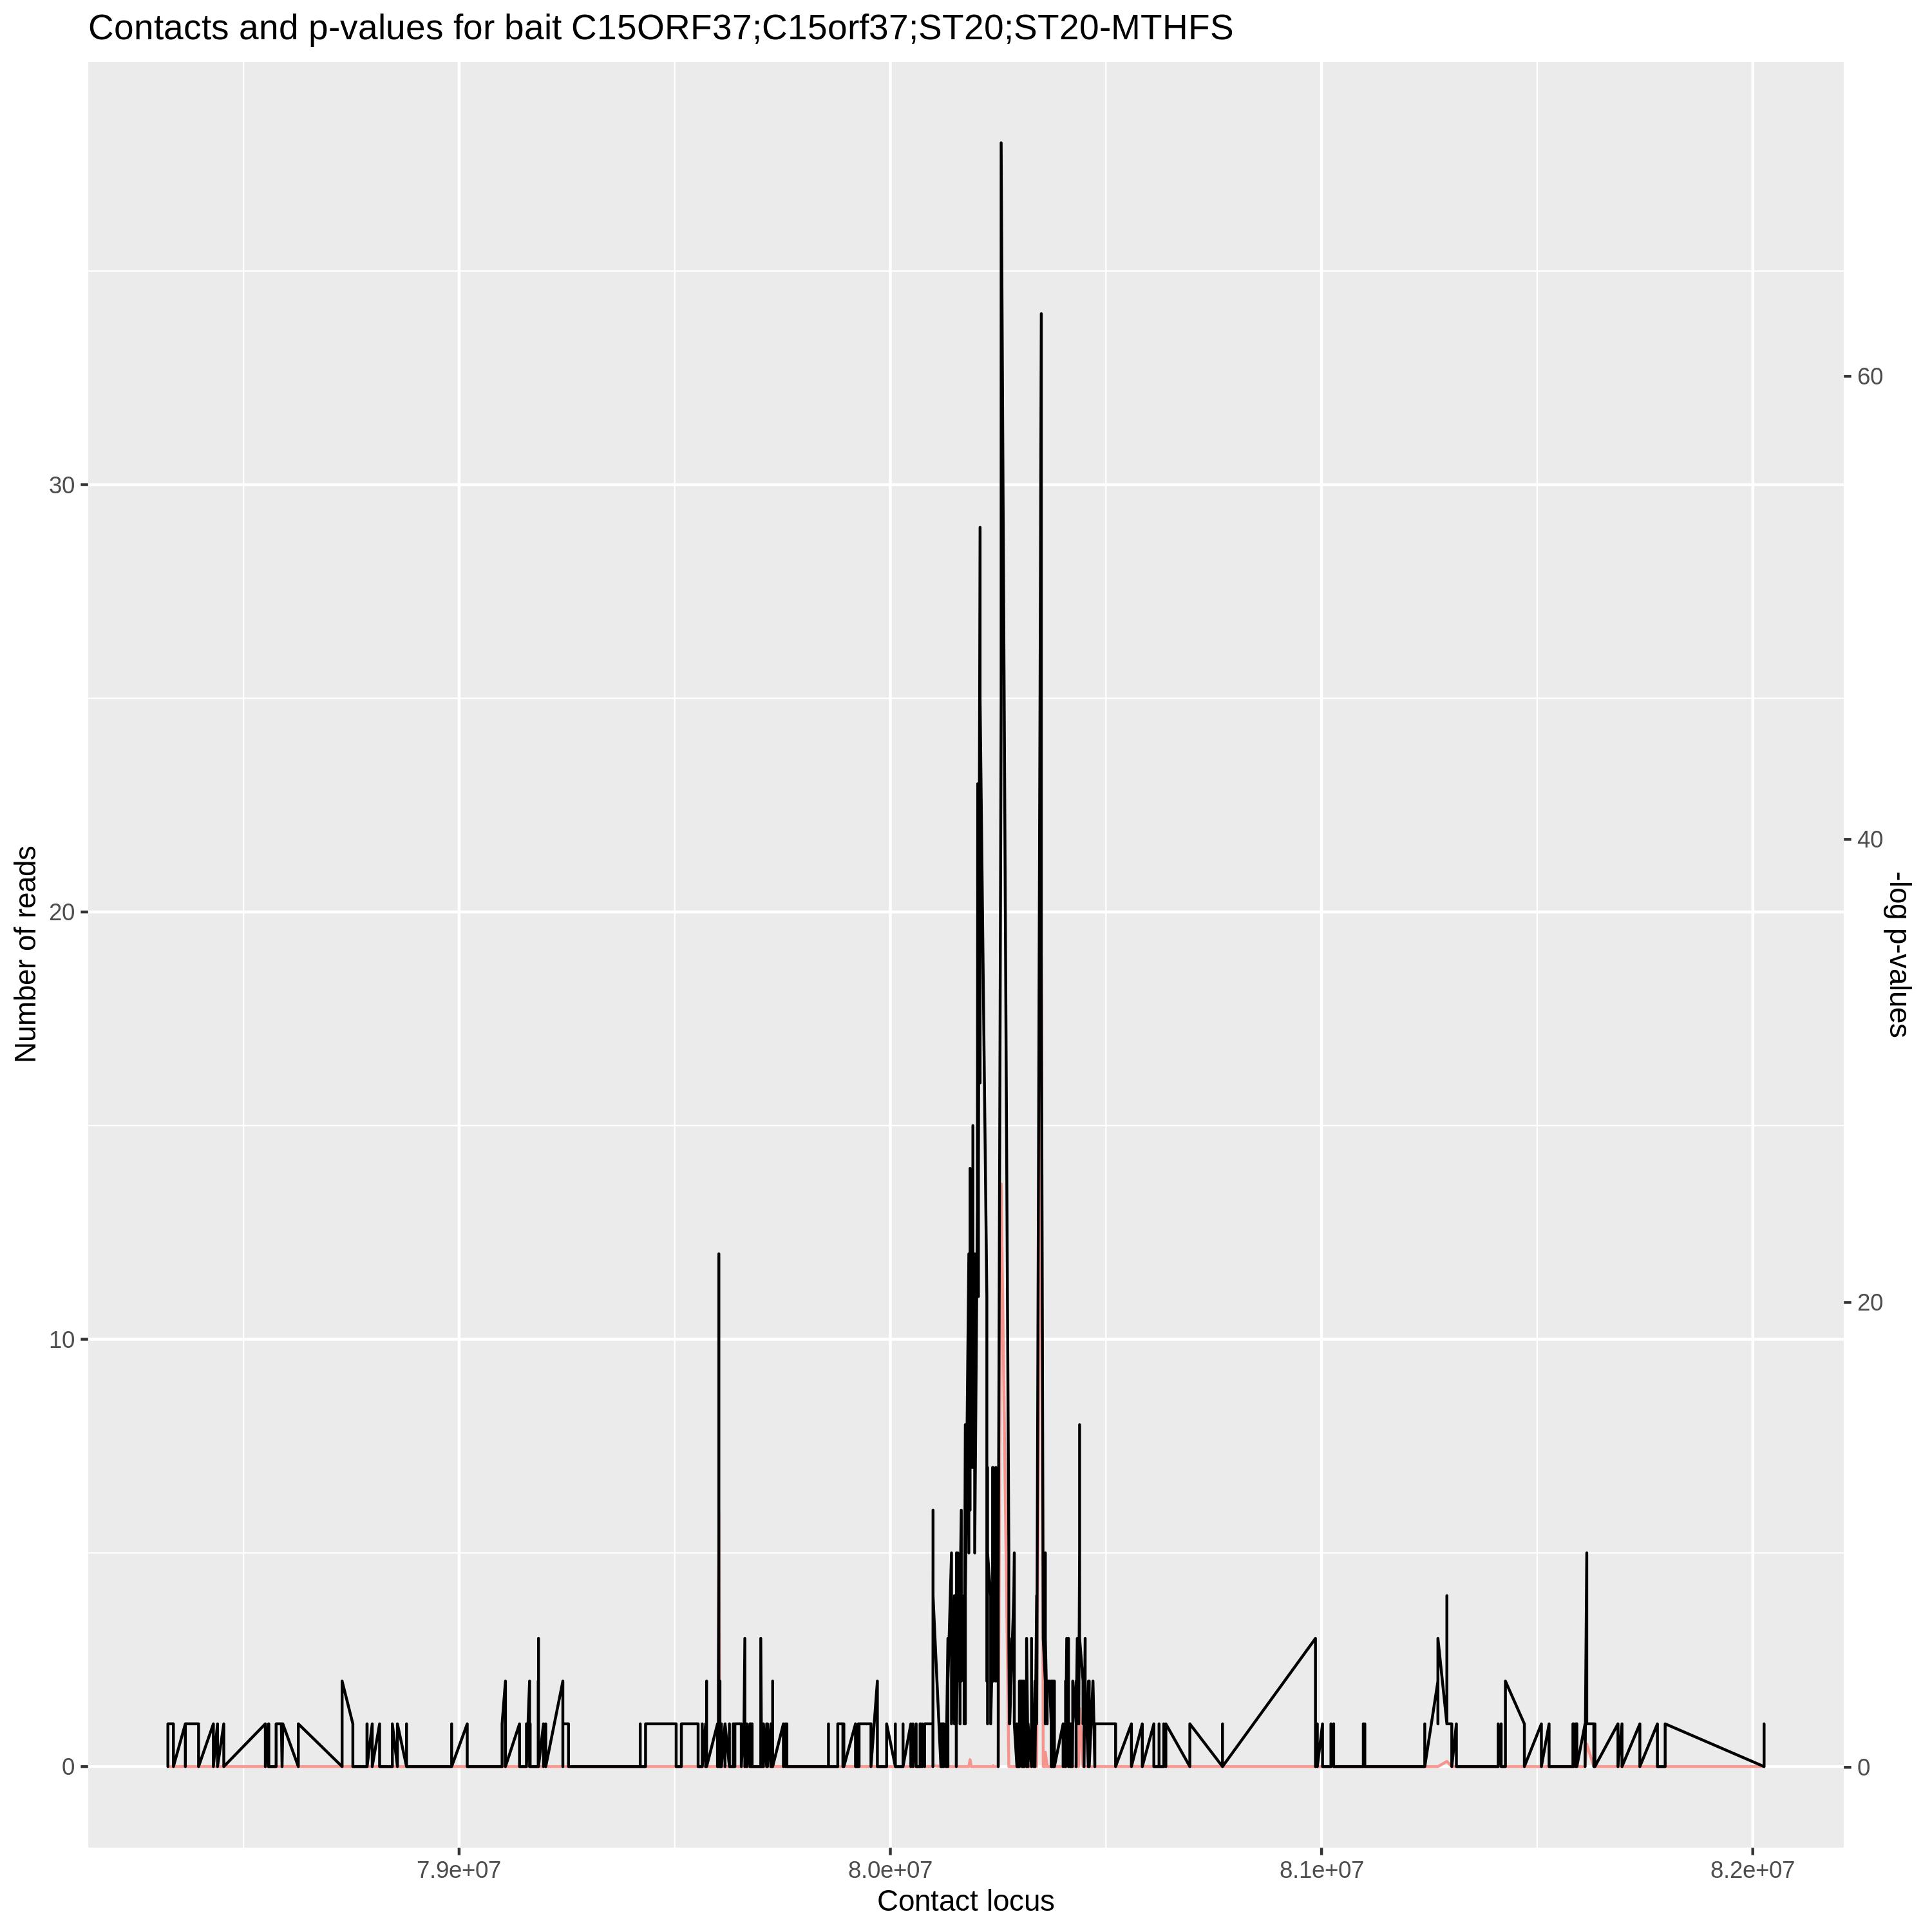 Contacts and p-values for bait C15ORF37;C15orf37;ST20;ST20-MTHFS
Number of reads
30
20
10
0
60
40
20
0
-log p-values
7.9e+07
8.0e+07
8.1e+07
8.2e+07
Contact locus